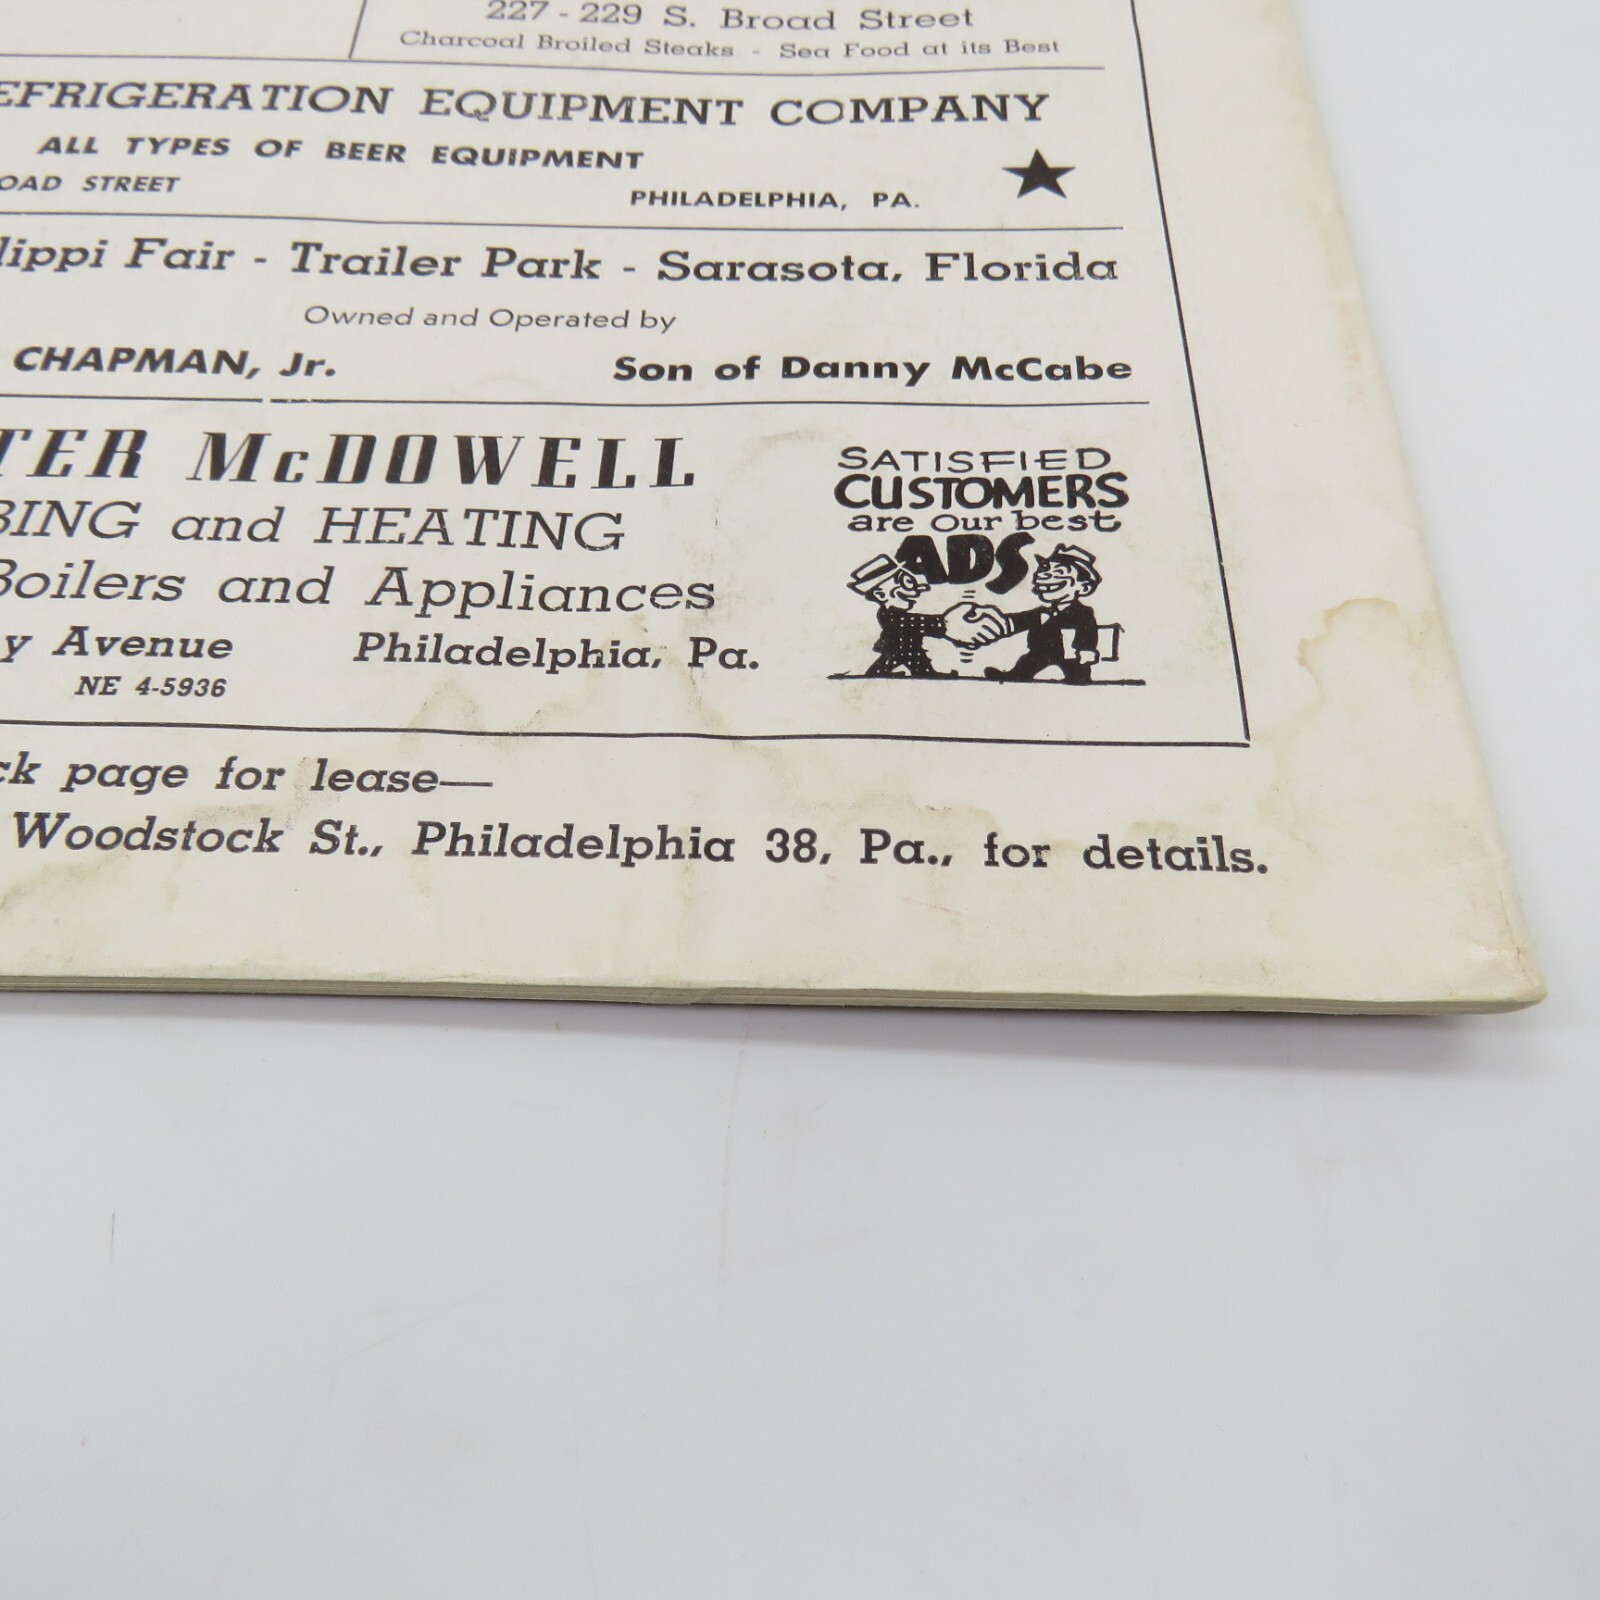 227 - 229 S. Broad Street
Charcoal Broiled Steaks - Sea Food at its Best
EFRIGERATION EQUIPMENT COMPANY
ALL TYPES OF BEER EQUIPMENT
OAD STREET
PHILADELPHIA, PA.
lippi Fair - Trailer Park - Sarasota, Florida
Owned and Operated by
CHAPMAN, Jr.
Son of Danny McCabe
TER McDOWELL
BING and HEATING
Boilers and Appliances
y Avenue
Philadelphia, Pa.
NE 4-5936
SATISFIED
CUSTOMERS
are our best
ADS
ck page for lease—
Woodstock St., Philadelphia 38, Pa., for details.